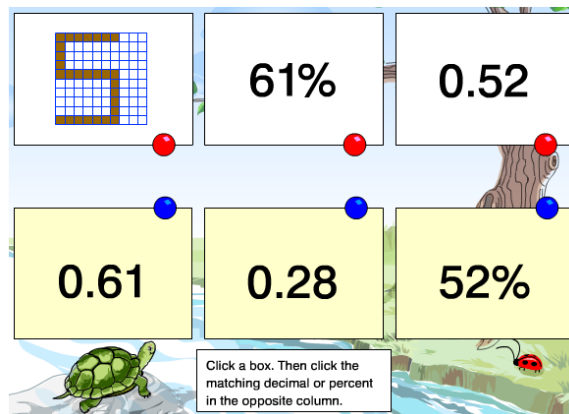 61%
0.52
0.61
0.28
52%
Click a box. Then click the
matching decimal or percent
in the opposite column.